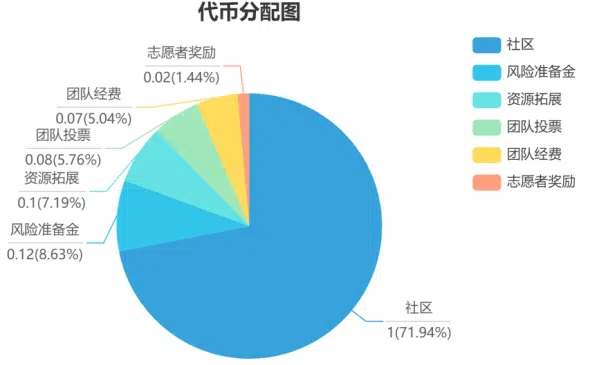 代币分配图
志愿者奖励
0.02(1.44%)
团队经费
0.07(5.04%)
团队投票
0.08(5.76%)
资源拓展
0.1(7.19%)
风险准备金
0.12(8.63%)
社区
1(71.94%)
社区
风险准备金
资源拓展
团队投票
团队经费
志愿者奖励